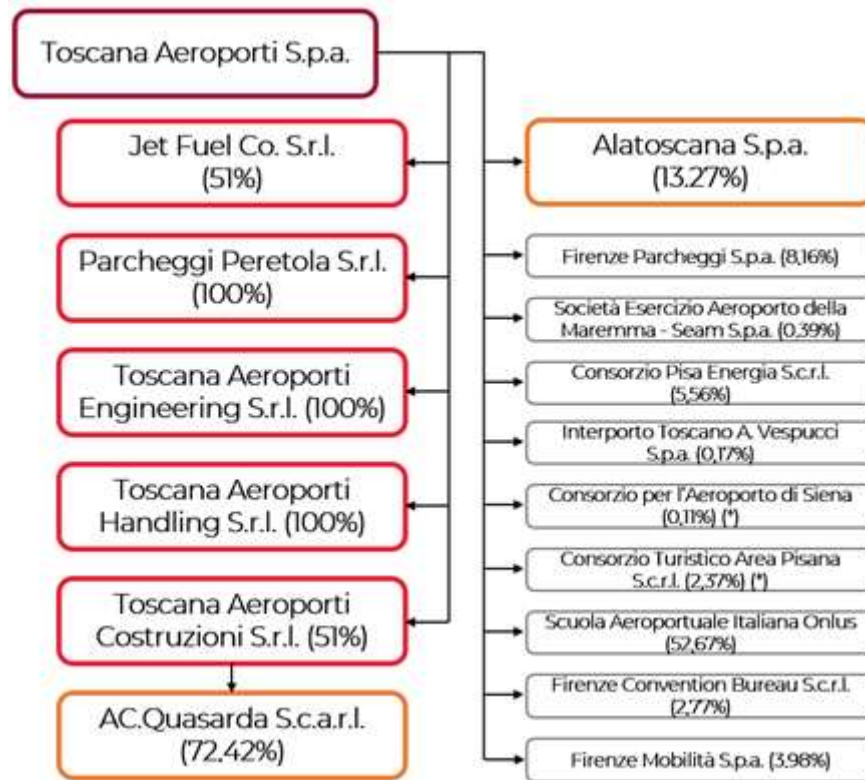 Toscana Aeroporti S.p.a.
Jet Fuel Co. S.r.l.
(51%)
Parcheggi Peretola S.r.l.
(100%)
Toscana Aeroporti
Engineering S.r.l. (100%)
Toscana Aeroporti
Handling S.r.l. (100%)
Toscana Aeroporti
Costruzioni S.r.l. (51%)
AC.Quasarda S.c.a.r.l.
(72.42%)
Alatoscana S.p.a.
(13.27%)
Firenze Parcheggi S.p.a. (8,16%)
Società Esercizio Aeroporto della
Maremma - Seam S.p.a. (0,39%)
Consorzio Pisa Energia S.c.r.l.
(5,56%)
Interporto Toscano A. Vespucci
S.p.a. (0,17%)
Consorzio per l'Aeroporto di Siena
(0,11%) (*)
Consorzio Turistico Area Pisana
S.c.r.l. (2,37%) (*)
Scuola Aeroportuale Italiana Onlus
(52,67%)
Firenze Convention Bureau S.c.r.l.
(2,77%)
Firenze Mobilità S.p.a. (3,98%)